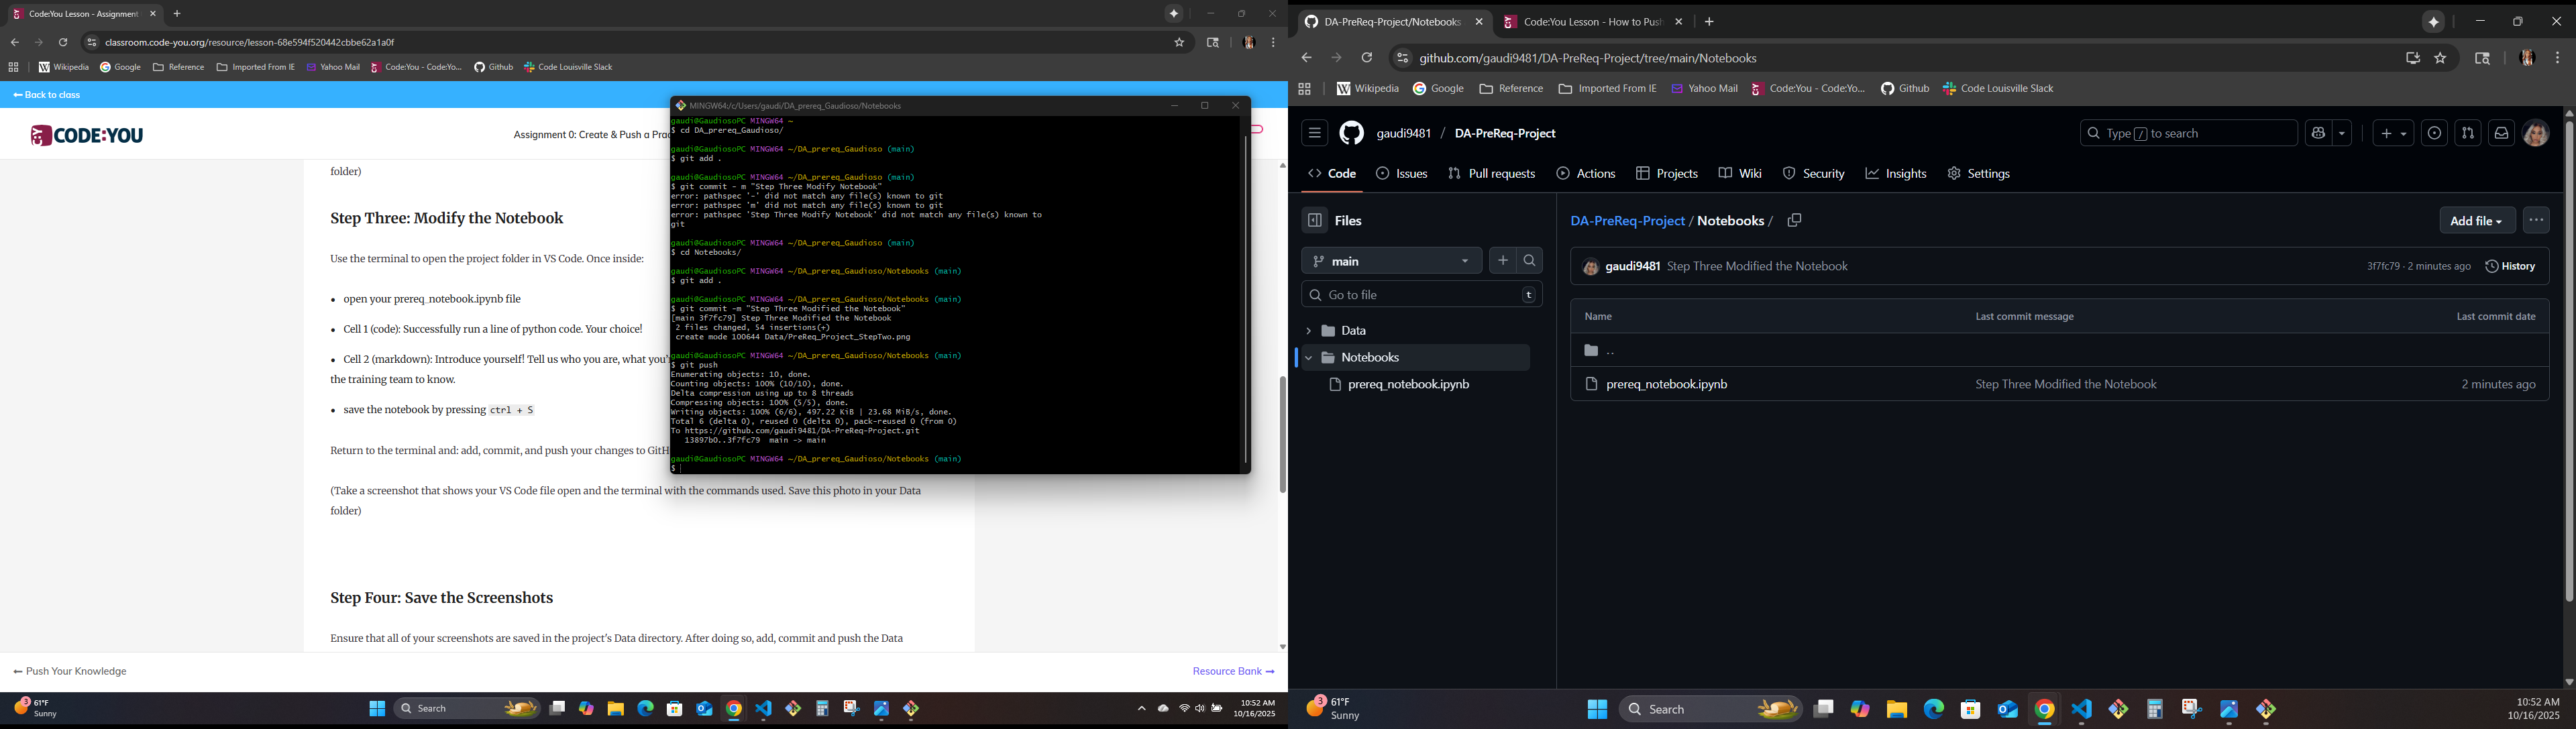 Code:You Lesson - Assignment
classroom.code-you.org/resource/lesson-68e594f520442cbbe62a1a0f
Wikipedia Google Reference Imported From IE Yahoo Mail Code:You - Code:Yo... Github Code Louisville Slack
Back to class
CODE:YOU
Assignment 0: Create & Push a Prac
folder)
Step Three: Modify the Notebook
Use the terminal to open the project folder in VS Code. Once inside:
• open your prereq_notebook.ipynb file
• Cell 1 (code): Successfully run a line of python code. Your choice!
• Cell 2 (markdown): Introduce yourself! Tell us who you are, what you'r
the training team to know.
• save the notebook by pressing ctrl + S
Return to the terminal and: add, commit, and push your changes to GitH
(Take a screenshot that shows your VS Code file open and the terminal with the commands used. Save this photo in your Data
folder)
Step Four: Save the Screenshots
Ensure that all of your screenshots are saved in the project's Data directory. After doing so, add, commit and push the Data
Push Your Knowledge
Resource Bank
MINGW64:/c/Users/gaudi/DA_prereq_Gaudioso/Notebooks
gaudi@GaudiosoPC MINGW64 ~
$ cd DA_prereq_Gaudioso/
gaudi@GaudiosoPC MINGW64 ~/DA_prereq_Gaudioso (main)
$ git add .
gaudi@GaudiosoPC MINGW64 ~/DA_prereq_Gaudioso (main)
$ git commit - m "Step Three Modify Notebook"
error: pathspec '-' did not match any file(s) known to git
error: pathspec 'm' did not match any file(s) known to git
error: pathspec 'Step Three Modify Notebook' did not match any file(s) known to
git
gaudi@GaudiosoPC MINGW64 ~/DA_prereq_Gaudioso (main)
$ cd Notebooks/
gaudi@GaudiosoPC MINGW64 ~/DA_prereq_Gaudioso/Notebooks (main)
$ git add .
gaudi@GaudiosoPC MINGW64 ~/DA_prereq_Gaudioso/Notebooks (main)
$ git commit -m "Step Three Modified the Notebook"
[main 3f7fc79] Step Three Modified the Notebook
2 files changed, 54 insertions(+)
create mode 100644 Data/PreReq_Project_StepTwo.png
gaudi@GaudiosoPC MINGW64 ~/DA_prereq_Gaudioso/Notebooks (main)
$ git push
Enumerating objects: 10, done.
Counting objects: 100% (10/10), done.
Delta compression using up to 8 threads
Compressing objects: 100% (5/5), done.
Writing objects: 100% (6/6), 497.22 KiB | 23.68 MiB/s, done.
Total 6 (delta 0), reused 0 (delta 0), pack-reused 0 (from 0)
To https://github.com/gaudi9481/DA-PreReq-Project.git
13897b0..3f7fc79 main -> main
gaudi@GaudiosoPC MINGW64 ~/DA_prereq_Gaudioso/Notebooks (main)
$
3
61°F
Sunny
Search
10:52 AM
10/16/2025
DA-PreReq-Project/Notebooks
Code:You Lesson - How to Push
github.com/gaudi9481/DA-PreReq-Project/tree/main/Notebooks
Wikipedia Google Reference Imported From IE Yahoo Mail Code:You - Code:Yo... Github Code Louisville Slack
gaudi9481 / DA-PreReq-Project
Type / to search
Code Issues Pull requests Actions Projects Wiki Security Insights Settings
Files
main
Go to file
t
Data
Notebooks
prereq_notebook.ipynb
DA-PreReq-Project / Notebooks /
Add file
gaudi9481 Step Three Modified the Notebook
3f7fc79 · 2 minutes ago
History
Name Last commit message Last commit date
..
prereq_notebook.ipynb Step Three Modified the Notebook 2 minutes ago
3
61°F
Sunny
Search
10:52 AM
10/16/2025